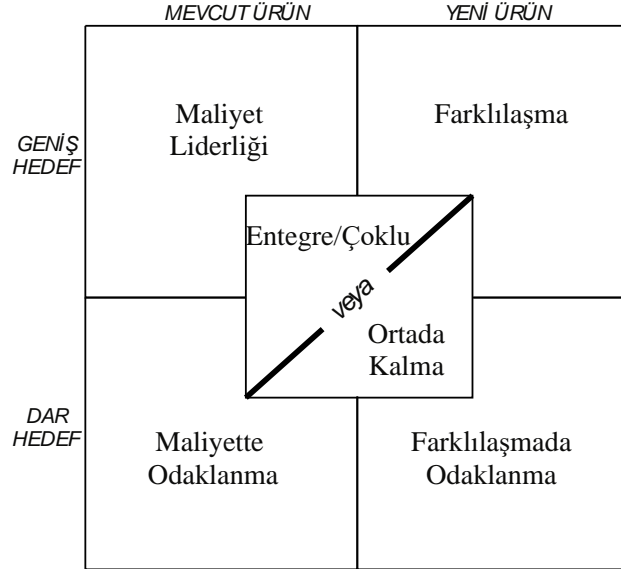 MEVCUT ÜRÜN
YENİ ÜRÜN
GENİŞ
HEDEF
Maliyet
Liderliği
Farklılaşma
Entegre/Çoklu
veya
Ortada
Kalma
DAR
HEDEF
Maliyette
Odaklanma
Farklılaşmada
Odaklanma